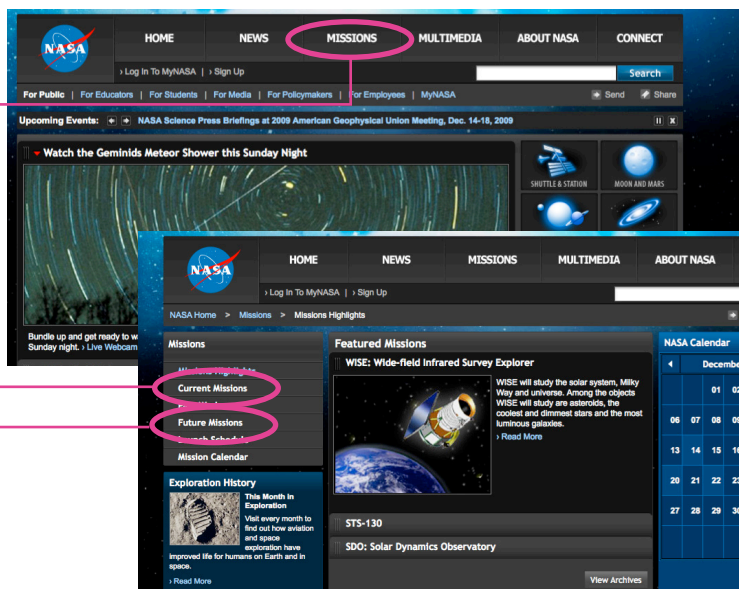 NASA
HOME NEWS MISSIONS MULTIMEDIA ABOUT NASA CONNECT
› Log In To MyNASA | › Sign Up
Search
For Public | For Educators | For Students | For Media | For Policymakers | For Employees | MyNASA
Send Share
Upcoming Events: NASA Science Press Briefings at 2009 American Geophysical Union Meeting, Dec. 14-18, 2009
Watch the Geminids Meteor Shower this Sunday Night
SHUTTLE & STATION
MOON AND MARS
Bundle up and get ready to
Sunday night. › Live Webcam
NASA
HOME NEWS MISSIONS MULTIMEDIA ABOUT NASA
› Log In To MyNASA | › Sign Up
NASA Home > Missions > Missions Highlights
Missions
Missions Highlights
Current Missions
Future Missions
Launch Schedule
Mission Calendar
Exploration History
This Month in
Exploration
Visit every month to
find out how aviation
and space
exploration have
improved life for humans on Earth and in
space.
› Read More
Featured Missions
WISE: Wide-field Infrared Survey Explorer
WISE will study the solar system, Milky
Way and universe. Among the objects
WISE will study are asteroids, the
coolest and dimmest stars and the most
luminous galaxies.
› Read More
STS-130
SDO: Solar Dynamics Observatory
View Archives
NASA Calendar
01 02
06 07 08 09
13 14 15 16
20 21 22 23
27 28 29 30